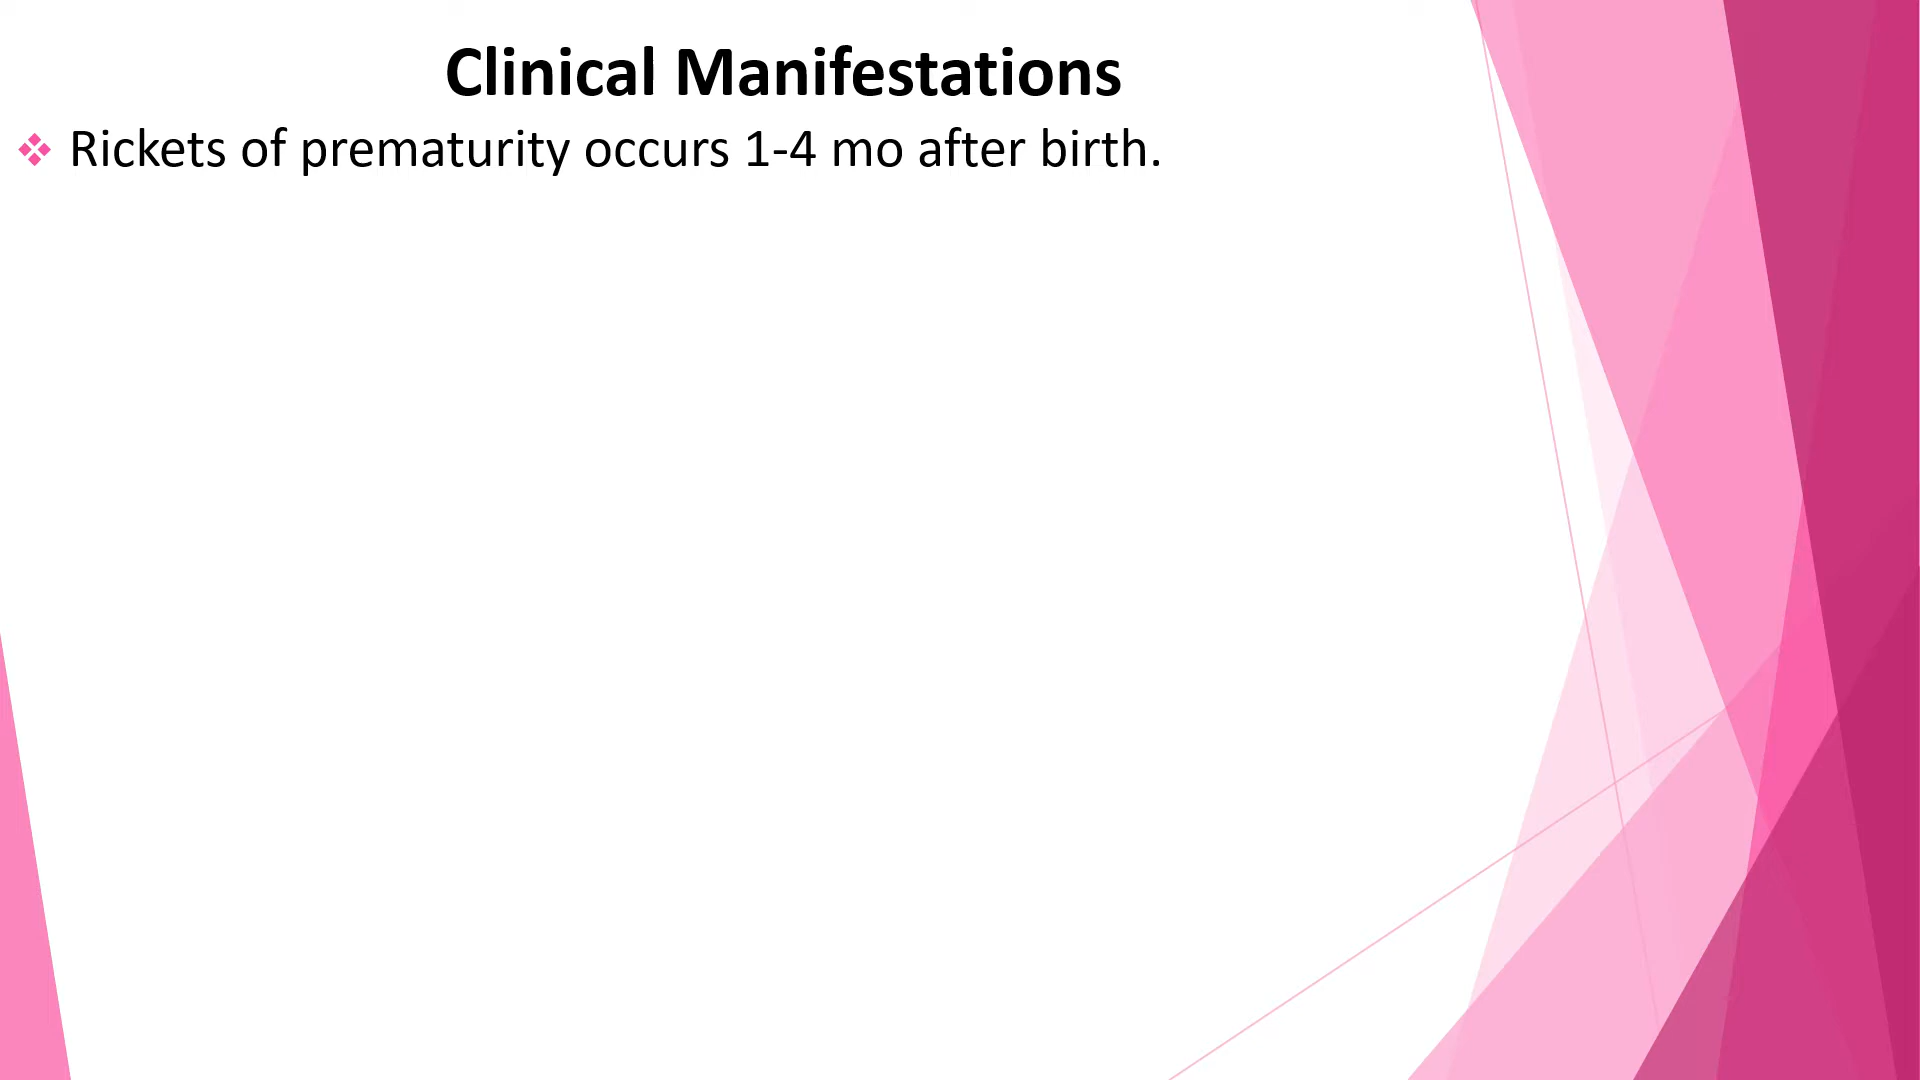 Clinical Manifestations
❖ Rickets of prematurity occurs 1-4 mo after birth.